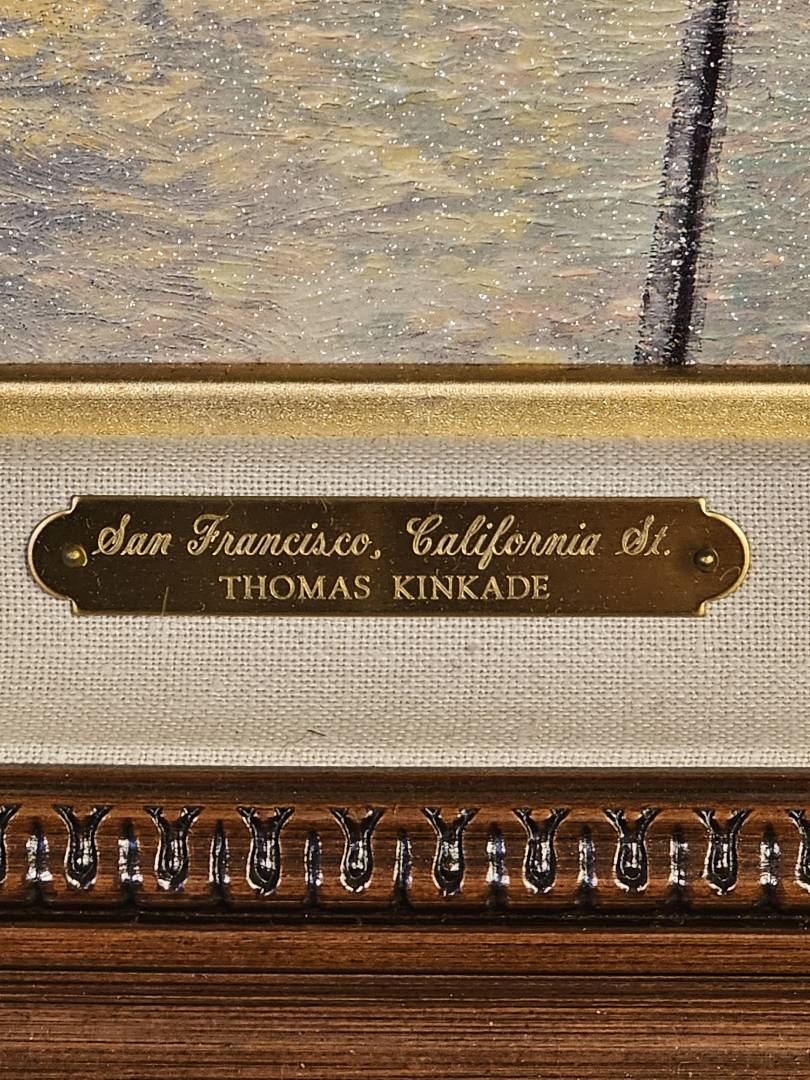 San Francisco, California St.
THOMAS KINKADE